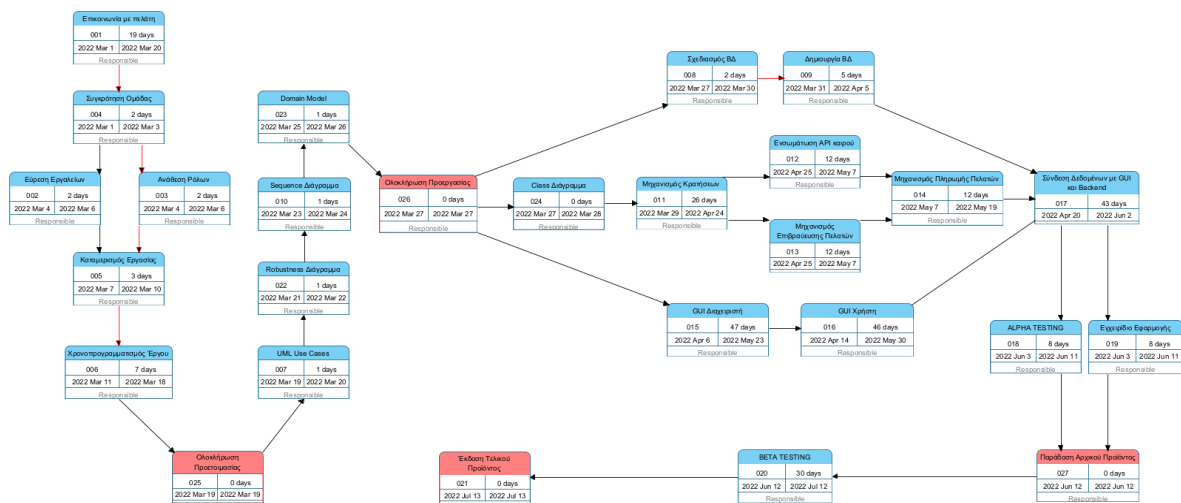 Επικοινωνία με πελάτη
001 19 days
2022 Mar 1 2022 Mar 20
Responsible
Συγκρότηση Ομάδας
004 2 days
2022 Mar 1 2022 Mar 3
Responsible
Εύρεση Εργαλείων
002 2 days
2022 Mar 4 2022 Mar 6
Responsible
Ανάθεση Ρόλων
003 2 days
2022 Mar 4 2022 Mar 6
Responsible
Καταμερισμός Εργασίας
005 3 days
2022 Mar 7 2022 Mar 10
Responsible
Χρονοπρογραμματισμός Έργου
006 7 days
2022 Mar 11 2022 Mar 18
Responsible
Ολοκλήρωση
Προετοιμασίας
025 0 days
2022 Mar 19 2022 Mar 19
UML Use Cases
007 1 days
2022 Mar 19 2022 Mar 20
Responsible
Robustness Διάγραμμα
022 1 days
2022 Mar 21 2022 Mar 22
Responsible
Sequence Διάγραμμα
010 1 days
2022 Mar 23 2022 Mar 24
Responsible
Domain Model
023 1 days
2022 Mar 25 2022 Mar 26
Responsible
Ολοκλήρωση Προεργασίας
026 0 days
2022 Mar 27 2022 Mar 27
Responsible
Σχεδιασμός ΒΔ
008 2 days
2022 Mar 27 2022 Mar 30
Responsible
Δημιουργία ΒΔ
009 5 days
2022 Mar 31 2022 Apr 5
Responsible
Class Διάγραμμα
024 0 days
2022 Mar 27 2022 Mar 28
Responsible
Μηχανισμός Κρατήσεων
011 26 days
2022 Mar 29 2022 Apr 24
Responsible
Ενσωμάτωση API καιρού
012 12 days
2022 Apr 25 2022 May 7
Responsible
Μηχανισμός
Επιβραύευσης Πελατών
013 12 days
2022 Apr 25 2022 May 7
Responsible
Μηχανισμός Πληρωμής Πελατών
014 12 days
2022 May 7 2022 May 19
Responsible
Σύνδεση Δεδομένων με GUI
και Backend
017 43 days
2022 Apr 20 2022 Jun 2
Responsible
GUI Διαχειριστή
015 47 days
2022 Apr 6 2022 May 23
Responsible
GUI Χρήστη
016 46 days
2022 Apr 14 2022 May 30
Responsible
ALPHA TESTING
018 8 days
2022 Jun 3 2022 Jun 11
Responsible
Εγχειρίδιο Εφαρμογής
019 8 days
2022 Jun 3 2022 Jun 11
Responsible
Παράδοση Αρχικού Προϊόντος
027 0 days
2022 Jun 12 2022 Jun 12
Responsible
BETA TESTING
020 30 days
2022 Jun 12 2022 Jul 12
Responsible
Έκδοση Τελικού
Προϊόντος
021 0 days
2022 Jul 13 2022 Jul 13
Responsible